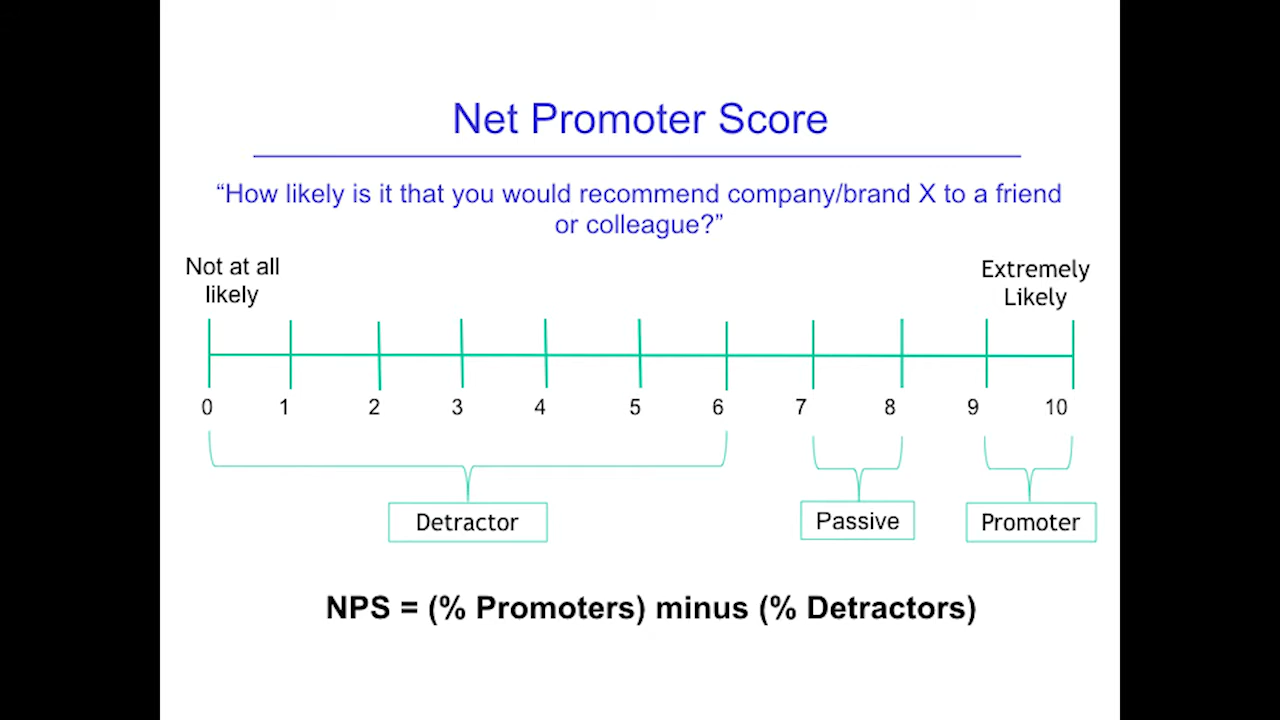 Net Promoter Score
“How likely is it that you would recommend company/brand X to a friend
or colleague?”
Not at all
likely
Extremely
Likely
0 1 2 3 4 5 6 7 8 9 10
Detractor
Passive
Promoter
NPS = (% Promoters) minus (% Detractors)